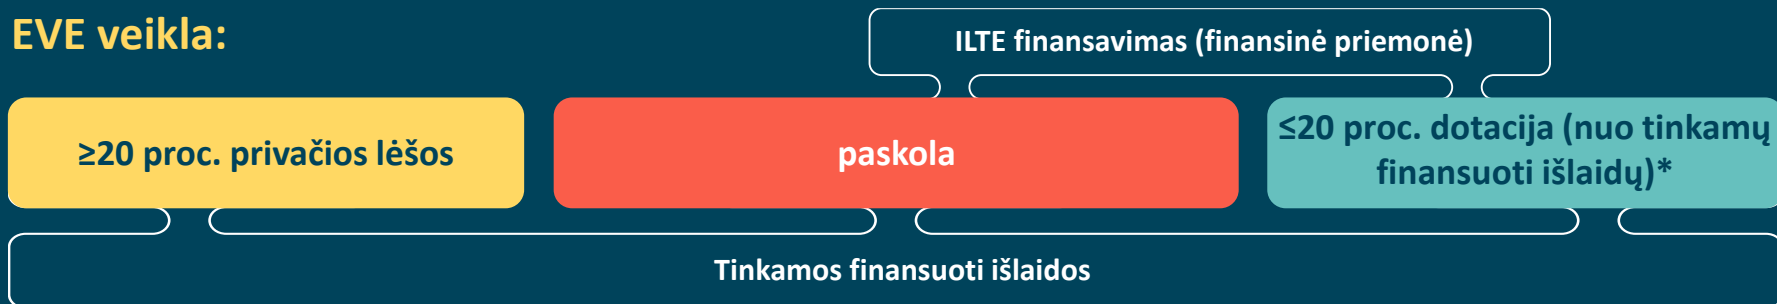 EVE veikla:
ILTE finansavimas (finansinė priemonė)
≥20 proc. privačios lėšos
paskola
≤20 proc. dotacija (nuo tinkamų
finansuoti išlaidų)*
Tinkamos finansuoti išlaidos